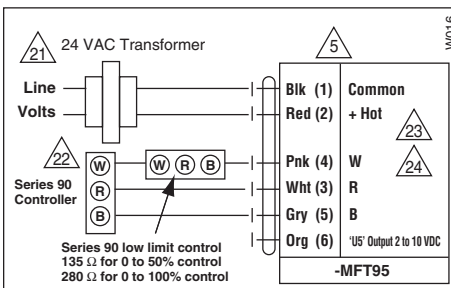 W016
21 24 VAC Transformer
5
Line
Volts
Blk (1) Common
Red (2) + Hot
23
22
Series 90
Controller
W
R
B
W R B
Pnk (4) W
24
Wht (3) R
Gry (5) B
Org (6) 'U5' Output 2 to 10 VDC
Series 90 low limit control
135 Ω for 0 to 50% control
280 Ω for 0 to 100% control
-MFT95